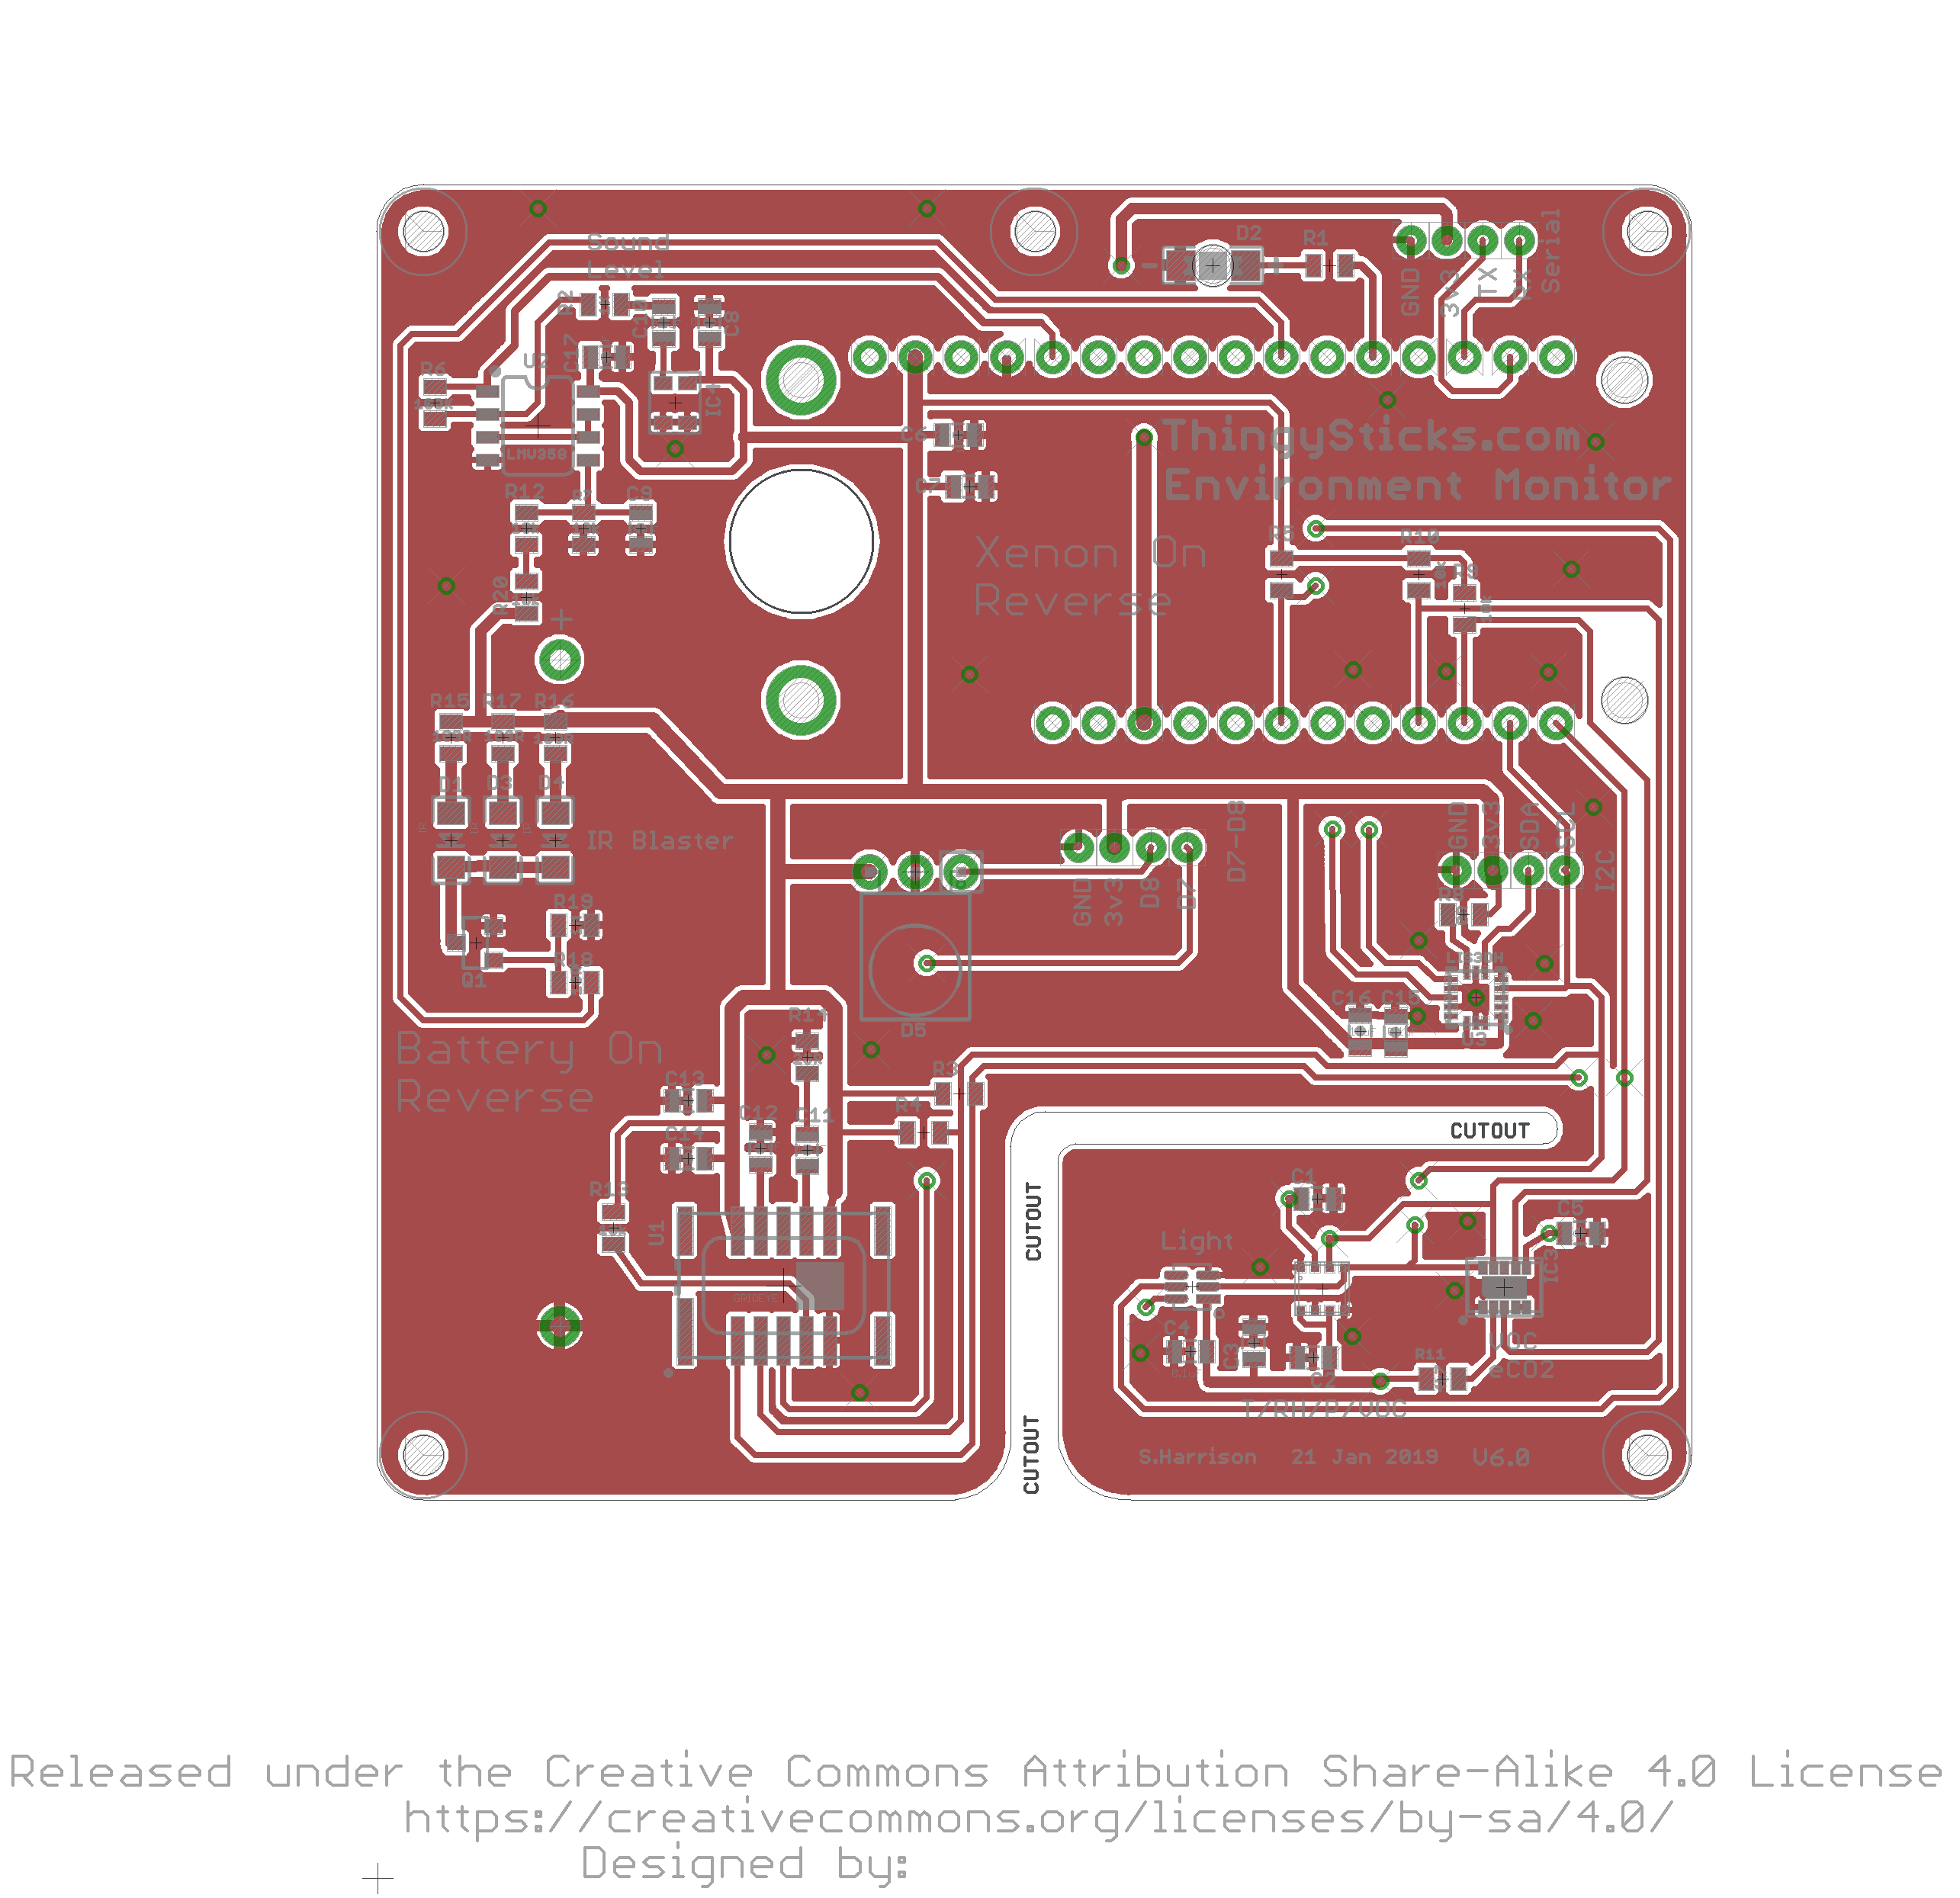 Sound
Level
D2
R1
GND
3v3
TX
RX
Serial
R2
C10
C8
C17
U2
R6
IC4
LMV358
C6
C7
ThingySticks.com
Environment Monitor
R12
C9
Xenon On
Reverse
R10
R9
R20
+
R15
R17
R16
D1
D3
D4
IR Blaster
D7-D8
GND
3v3
D8
D7
GND
3v3
SDA
SCL
I2C
R19
R18
Q1
LIS3DH
C16
C15
U3
D5
Battery On
Reverse
R14
R3
C13
R4
C12
C11
C14
CUTOUT
R13
U1
CUTOUT
C1
C5
Light
IC3
C4
C3
C2
VOC
eCO2
R11
T/RH/P/VOC
CUTOUT
S.Harrison 21 Jan 2019 V6.0
Released under the Creative Commons Attribution Share-Alike 4.0 License
https://creativecommons.org/licenses/by-sa/4.0/
Designed by: